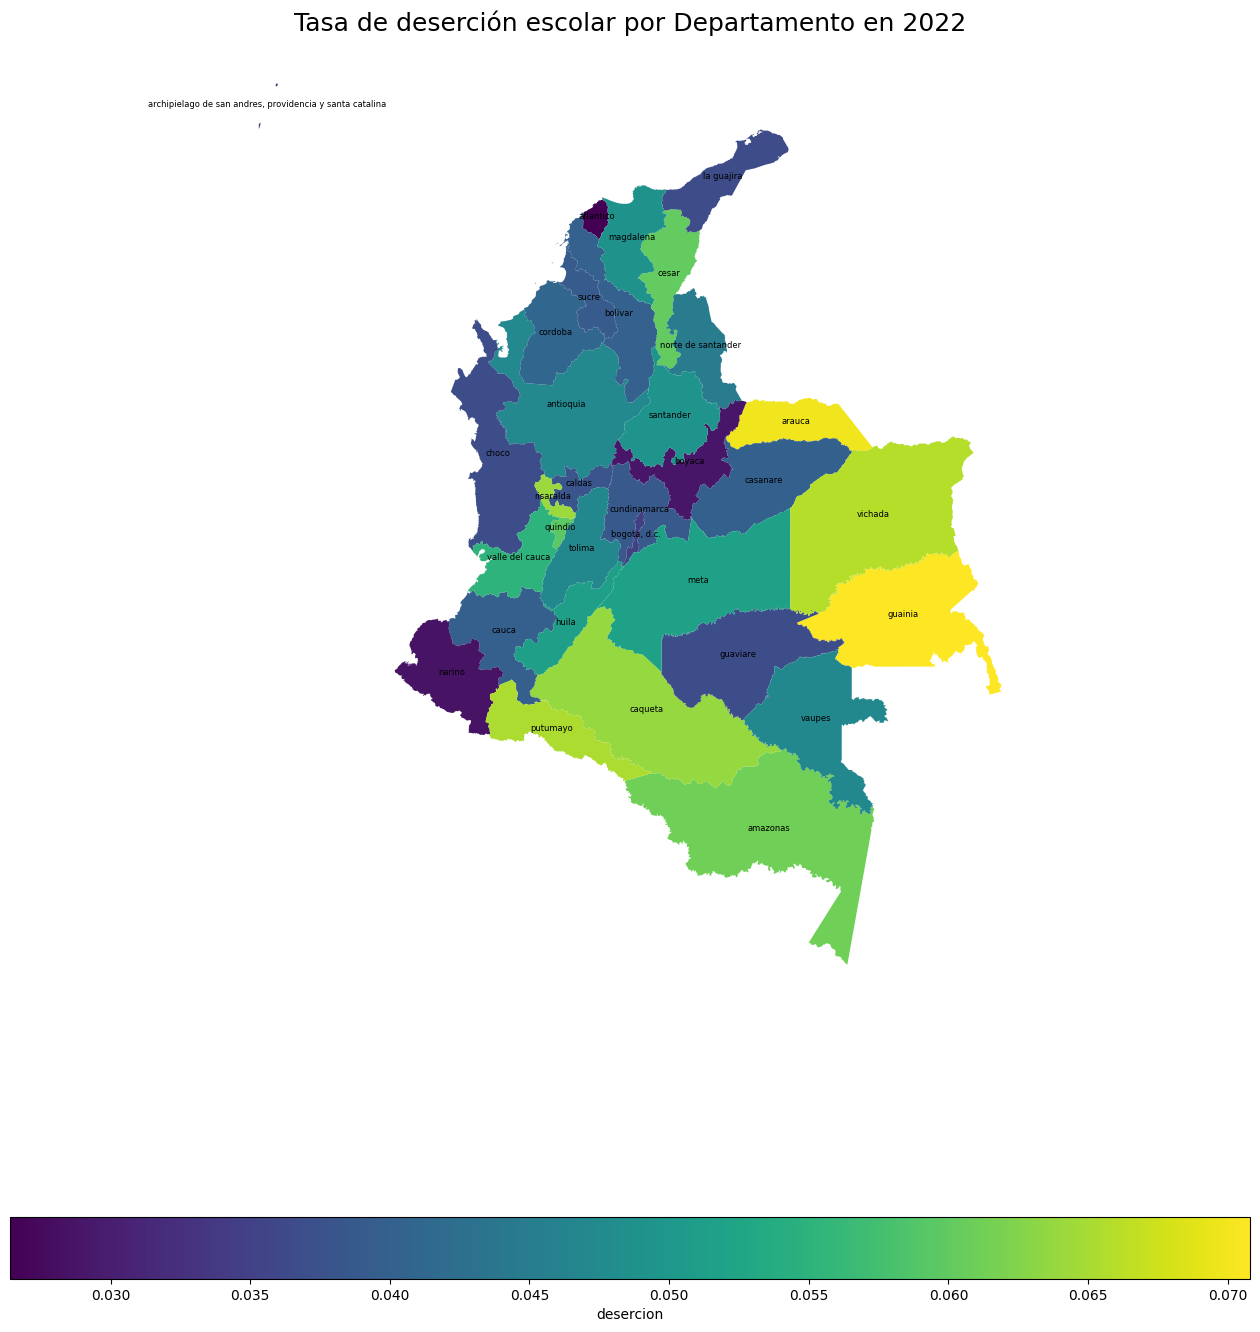 Tasa de deserción escolar por Departamento en 2022
archipielago de san andres, providencia y santa catalina
la guajira
atlantico
magdalena
cesar
sucre
bolivar
cordoba
norte de santander
antioquia
santander
arauca
choco
boyaca
caldas
casanare
risaralda
cundinamarca
vichada
quindio
bogota, d.c.
tolima
valle del cauca
meta
guainia
huila
cauca
guaviare
narino
caqueta
vaupes
putumayo
amazonas
0.030 0.035 0.040 0.045 0.050 0.055 0.060 0.065 0.070
desercion